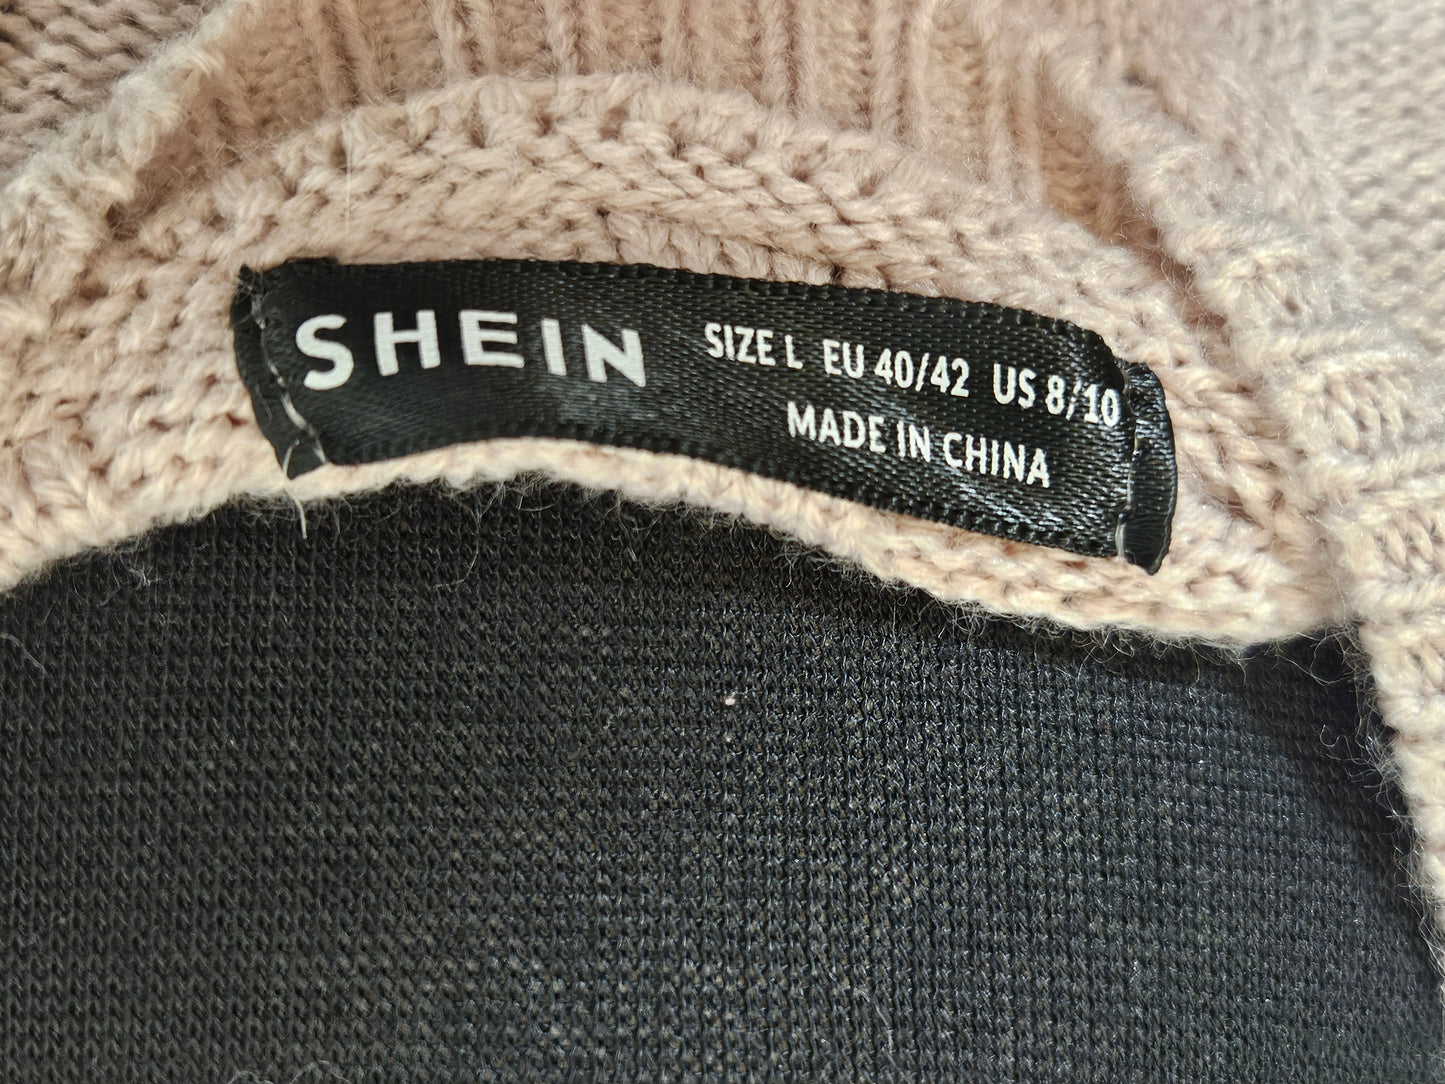 SHEIN
SIZE L EU 40/42 US 8/10
MADE IN CHINA